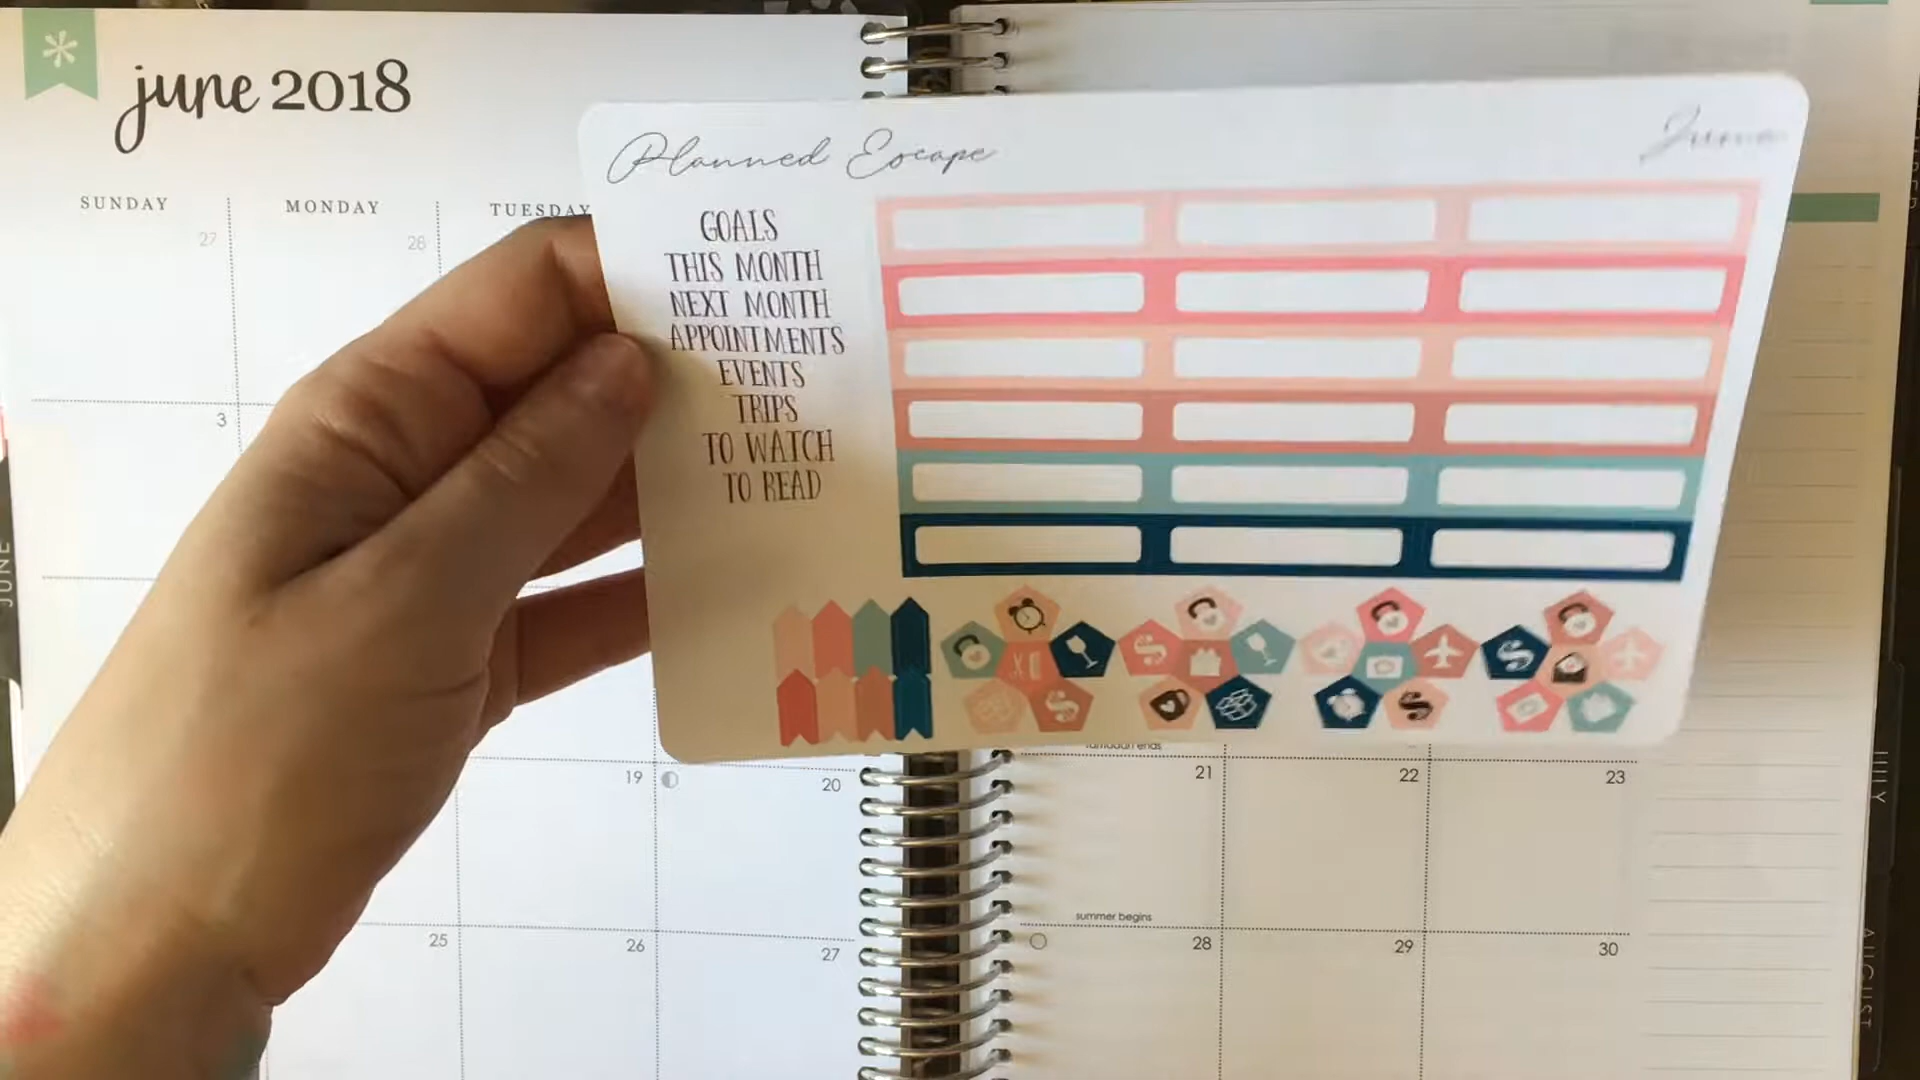 june 2018
Planned Escape
SUNDAY
MONDAY
TUESDAY
27
28
GOALS
THIS MONTH
NEXT MONTH
APPOINTMENTS
EVENTS
TRIPS
TO WATCH
TO READ
3
JUNE
19
20
21
22
23
JULY
summer begins
25
26
27
28
29
30
AUGUST
ramadan ends